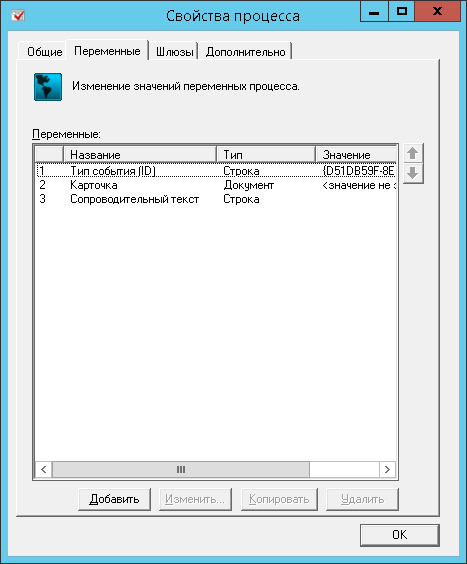 Свойства процесса
Общие Переменные Шлюзы Дополнительно
Изменение значений переменных процесса.
Переменные:
Название Тип Значение
1 Тип события (ID) Строка {D51DB59F-8E
2 Карточка Документ <значение не
3 Сопроводительный текст Строка
Добавить Изменить... Копировать Удалить
OK